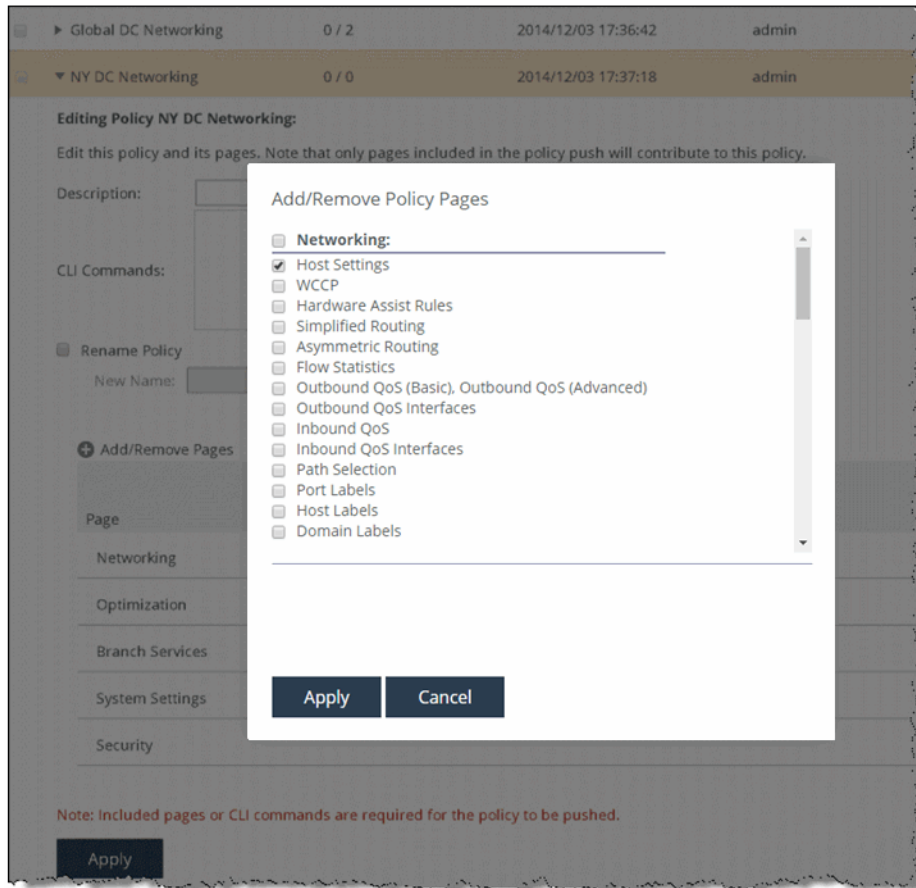 Global DC Networking 0 / 2 2014/12/03 17:36:42 admin
NY DC Networking 0 / 0 2014/12/03 17:37:18 admin
Editing Policy NY DC Networking:
Edit this policy and its pages. Note that only pages included in the policy push will contribute to this policy.
Description:
CLI Commands:
Rename Policy
New Name:
Add/Remove Pages
Page
Networking
Optimization
Branch Services
System Settings
Security
Note: Included pages or CLI commands are required for the policy to be pushed.
Apply
Add/Remove Policy Pages
Networking:
Host Settings
WCCP
Hardware Assist Rules
Simplified Routing
Asymmetric Routing
Flow Statistics
Outbound QoS (Basic), Outbound QoS (Advanced)
Outbound QoS Interfaces
Inbound QoS
Inbound QoS Interfaces
Path Selection
Port Labels
Host Labels
Domain Labels
Apply Cancel